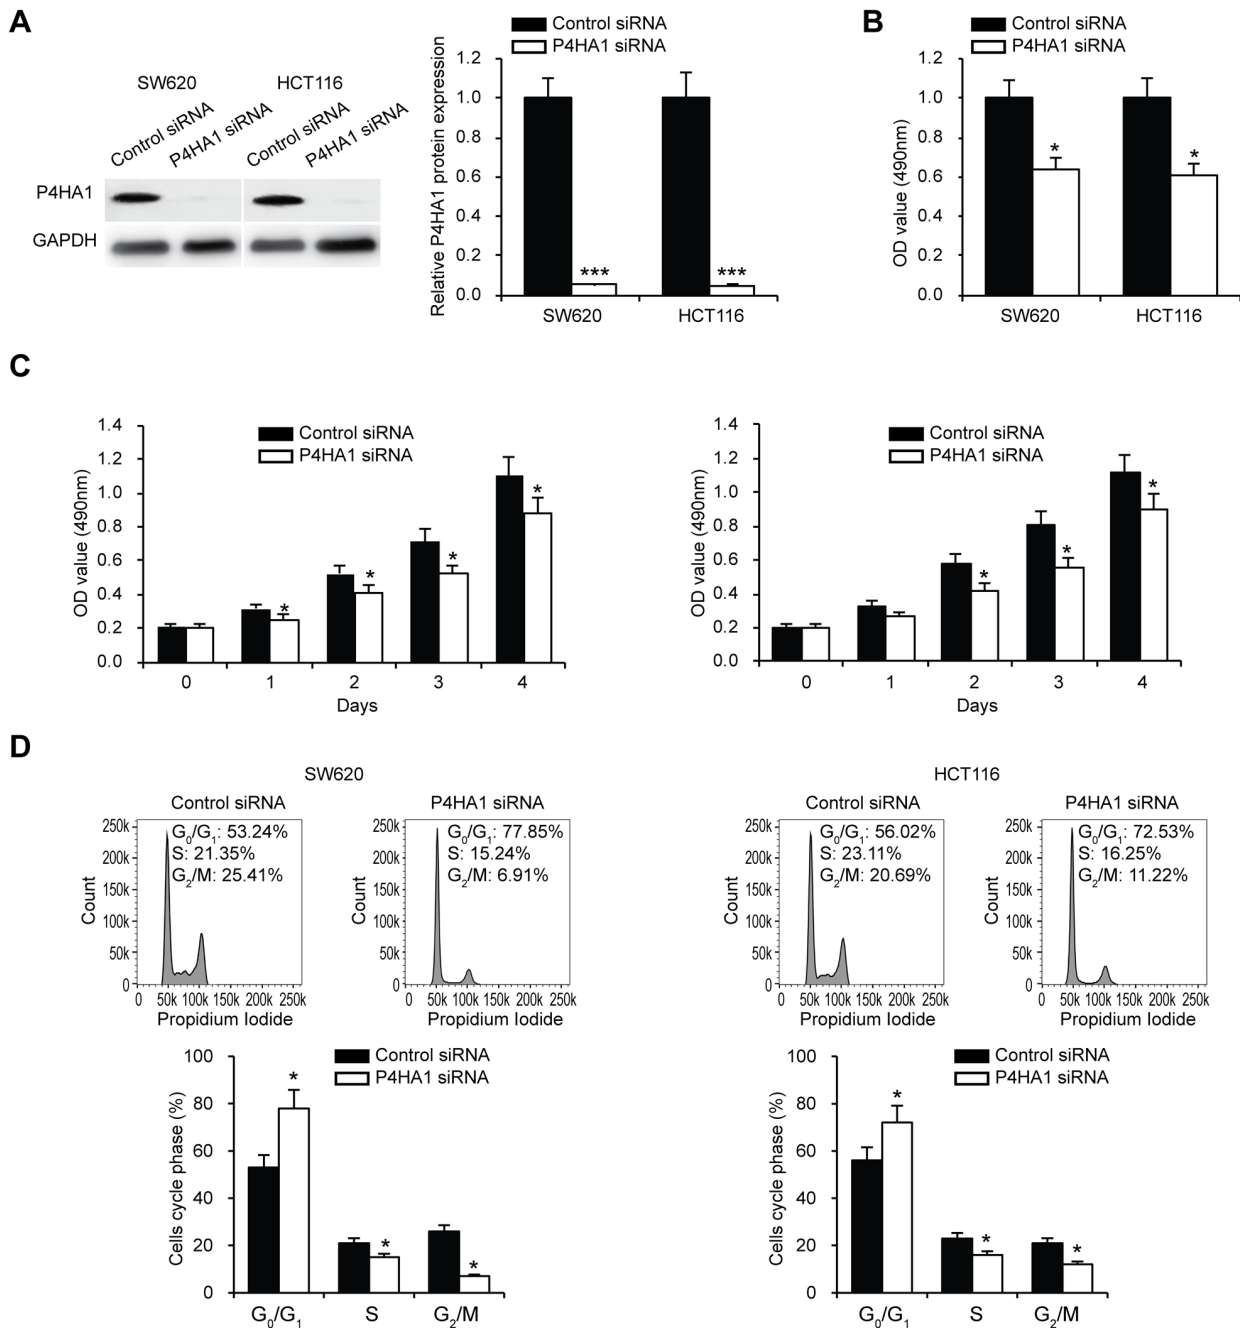 A
SW620 HCT116
Control siRNA
P4HA1 siRNA
Control siRNA
P4HA1 siRNA
P4HA1
GAPDH
Control siRNA
P4HA1 siRNA
Relative P4HA1 protein expression
1.2
1.0
0.8
0.6
0.4
0.2
0.0
*** ***
SW620 HCT116
B
Control siRNA
P4HA1 siRNA
OD value (490nm)
1.2
1.0
0.8
0.6
0.4
0.2
0.0
* *
SW620 HCT116
C
Control siRNA
P4HA1 siRNA
OD value (490nm)
1.4
1.2
1.0
0.8
0.6
0.4
0.2
0.0
* * * *
0 1 2 3 4
Days
Control siRNA
P4HA1 siRNA
OD value (490nm)
1.4
1.2
1.0
0.8
0.6
0.4
0.2
0.0
* * *
0 1 2 3 4
Days
D
SW620
Control siRNA
Count
250k
200k
150k
100k
50k
0
G0/G1: 53.24%
S: 21.35%
G2/M: 25.41%
0 50k 100k 150k 200k 250k
Propidium Iodide
P4HA1 siRNA
Count
250k
200k
150k
100k
50k
0
G0/G1: 77.85%
S: 15.24%
G2/M: 6.91%
0 50k 100k 150k 200k 250k
Propidium Iodide
HCT116
Control siRNA
Count
250k
200k
150k
100k
50k
0
G0/G1: 56.02%
S: 23.11%
G2/M: 20.69%
0 50k 100k 150k 200k 250k
Propidium Iodide
P4HA1 siRNA
Count
250k
200k
150k
100k
50k
0
G0/G1: 72.53%
S: 16.25%
G2/M: 11.22%
0 50k 100k 150k 200k 250k
Propidium Iodide
Control siRNA
P4HA1 siRNA
Cells cycle phase (%)
100
80
60
40
20
0
* * *
G0/G1 S G2/M
Control siRNA
P4HA1 siRNA
Cells cycle phase (%)
100
80
60
40
20
0
* * *
G0/G1 S G2/M